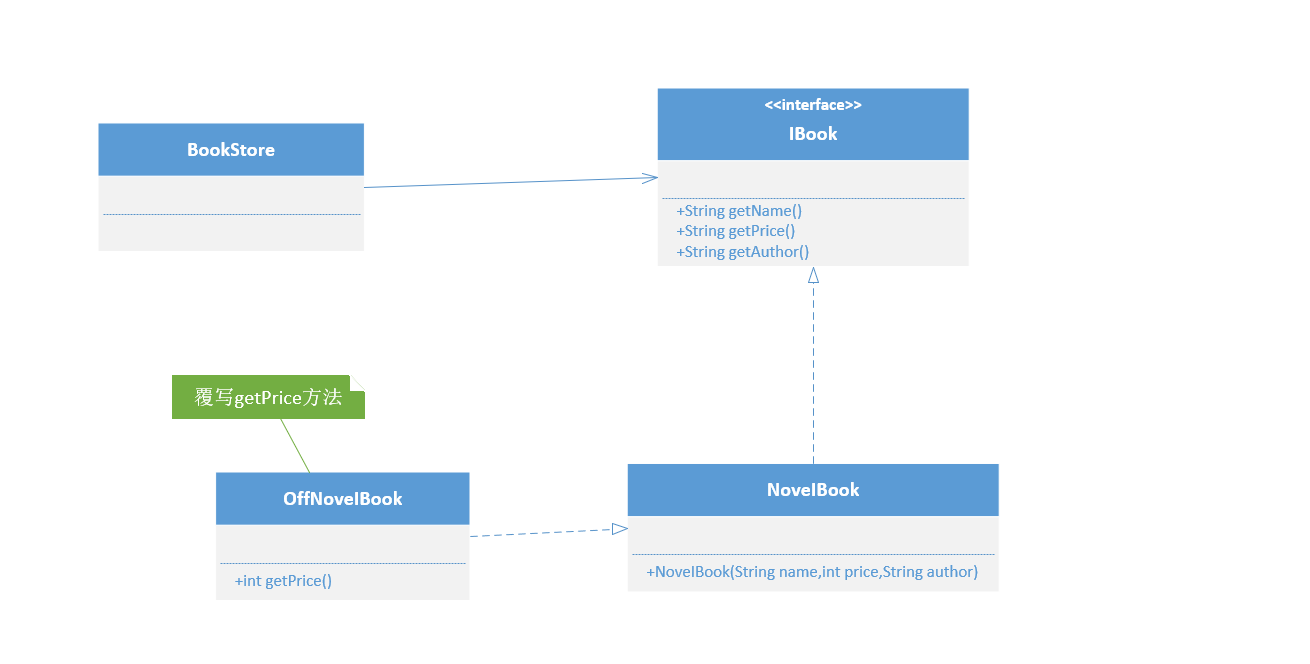 BookStore
<<interface>>
IBook
+String getName()
+String getPrice()
+String getAuthor()
覆写getPrice方法
OffNovelBook
+int getPrice()
NovelBook
+NovelBook(String name,int price,String author)